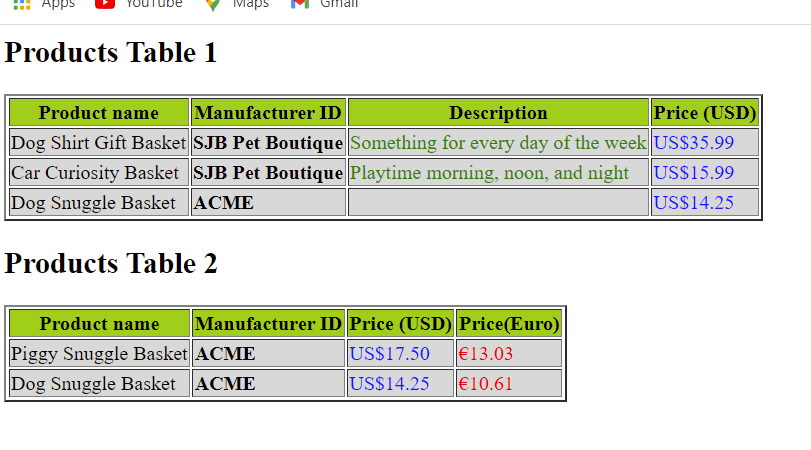 Apps YouTube Maps Gmail
Products Table 1
Product name Manufacturer ID Description Price (USD)
Dog Shirt Gift Basket SJB Pet Boutique Something for every day of the week US$35.99
Car Curiosity Basket SJB Pet Boutique Playtime morning, noon, and night US$15.99
Dog Snuggle Basket ACME US$14.25
Products Table 2
Product name Manufacturer ID Price (USD) Price(Euro)
Piggy Snuggle Basket ACME US$17.50 €13.03
Dog Snuggle Basket ACME US$14.25 €10.61